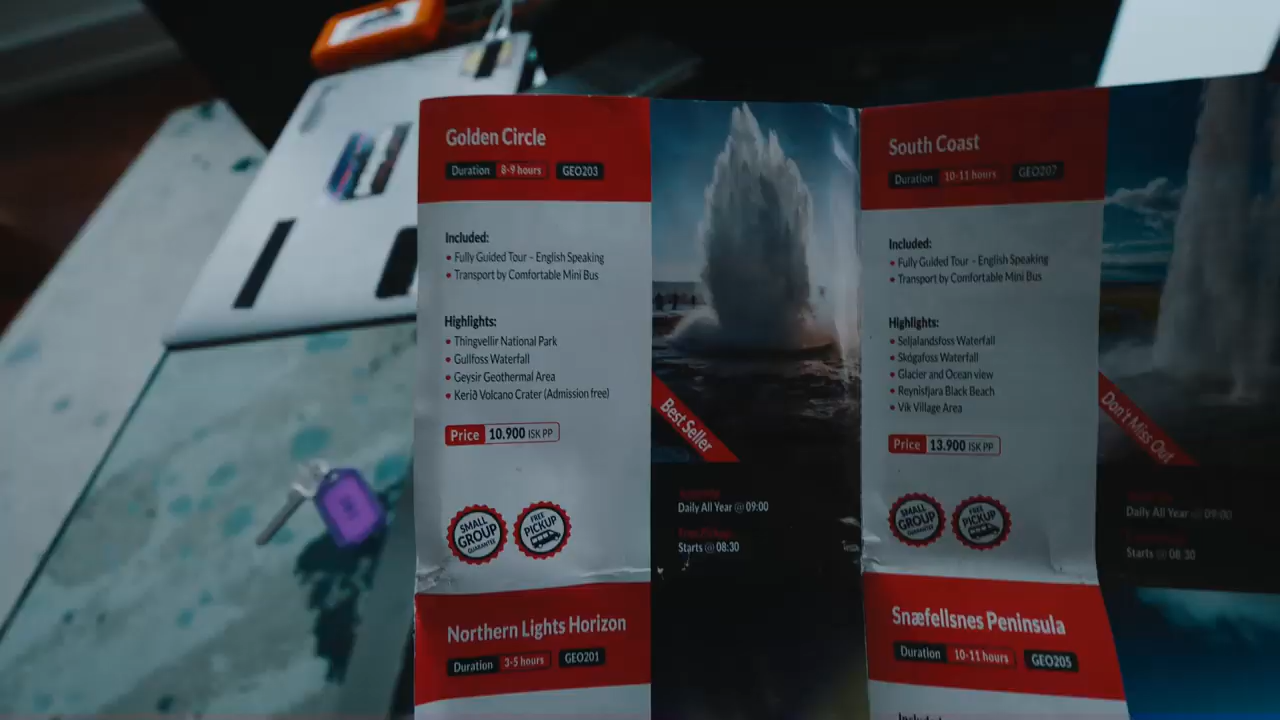 Golden Circle
Duration 8-9 hours GEO203
Included:
• Fully Guided Tour – English Speaking
• Transport by Comfortable Mini Bus
Highlights:
• Thingvellir National Park
• Gullfoss Waterfall
• Geysir Geothermal Area
• Kerið Volcano Crater (Admission free)
Price 10.900 ISK PP
SMALL GROUP GUARANTEE
FREE PICKUP
Northern Lights Horizon
Duration 3-5 hours GEO201
Best Seller
Daily All Year @ 09:00
Starts @ 08:30
South Coast
Duration 10-11 hours GEO207
Included:
• Fully Guided Tour – English Speaking
• Transport by Comfortable Mini Bus
Highlights:
• Seljalandsfoss Waterfall
• Skógafoss Waterfall
• Glacier and Ocean view
• Reynisfjara Black Beach
• Vík Village Area
Price 13.900 ISK PP
SMALL GROUP GUARANTEE
FREE PICKUP
Snæfellsnes Peninsula
Duration 10-11 hours GEO205
Included:
Don't Miss Out
Daily All Year @ 09:00
Starts @ 08:30